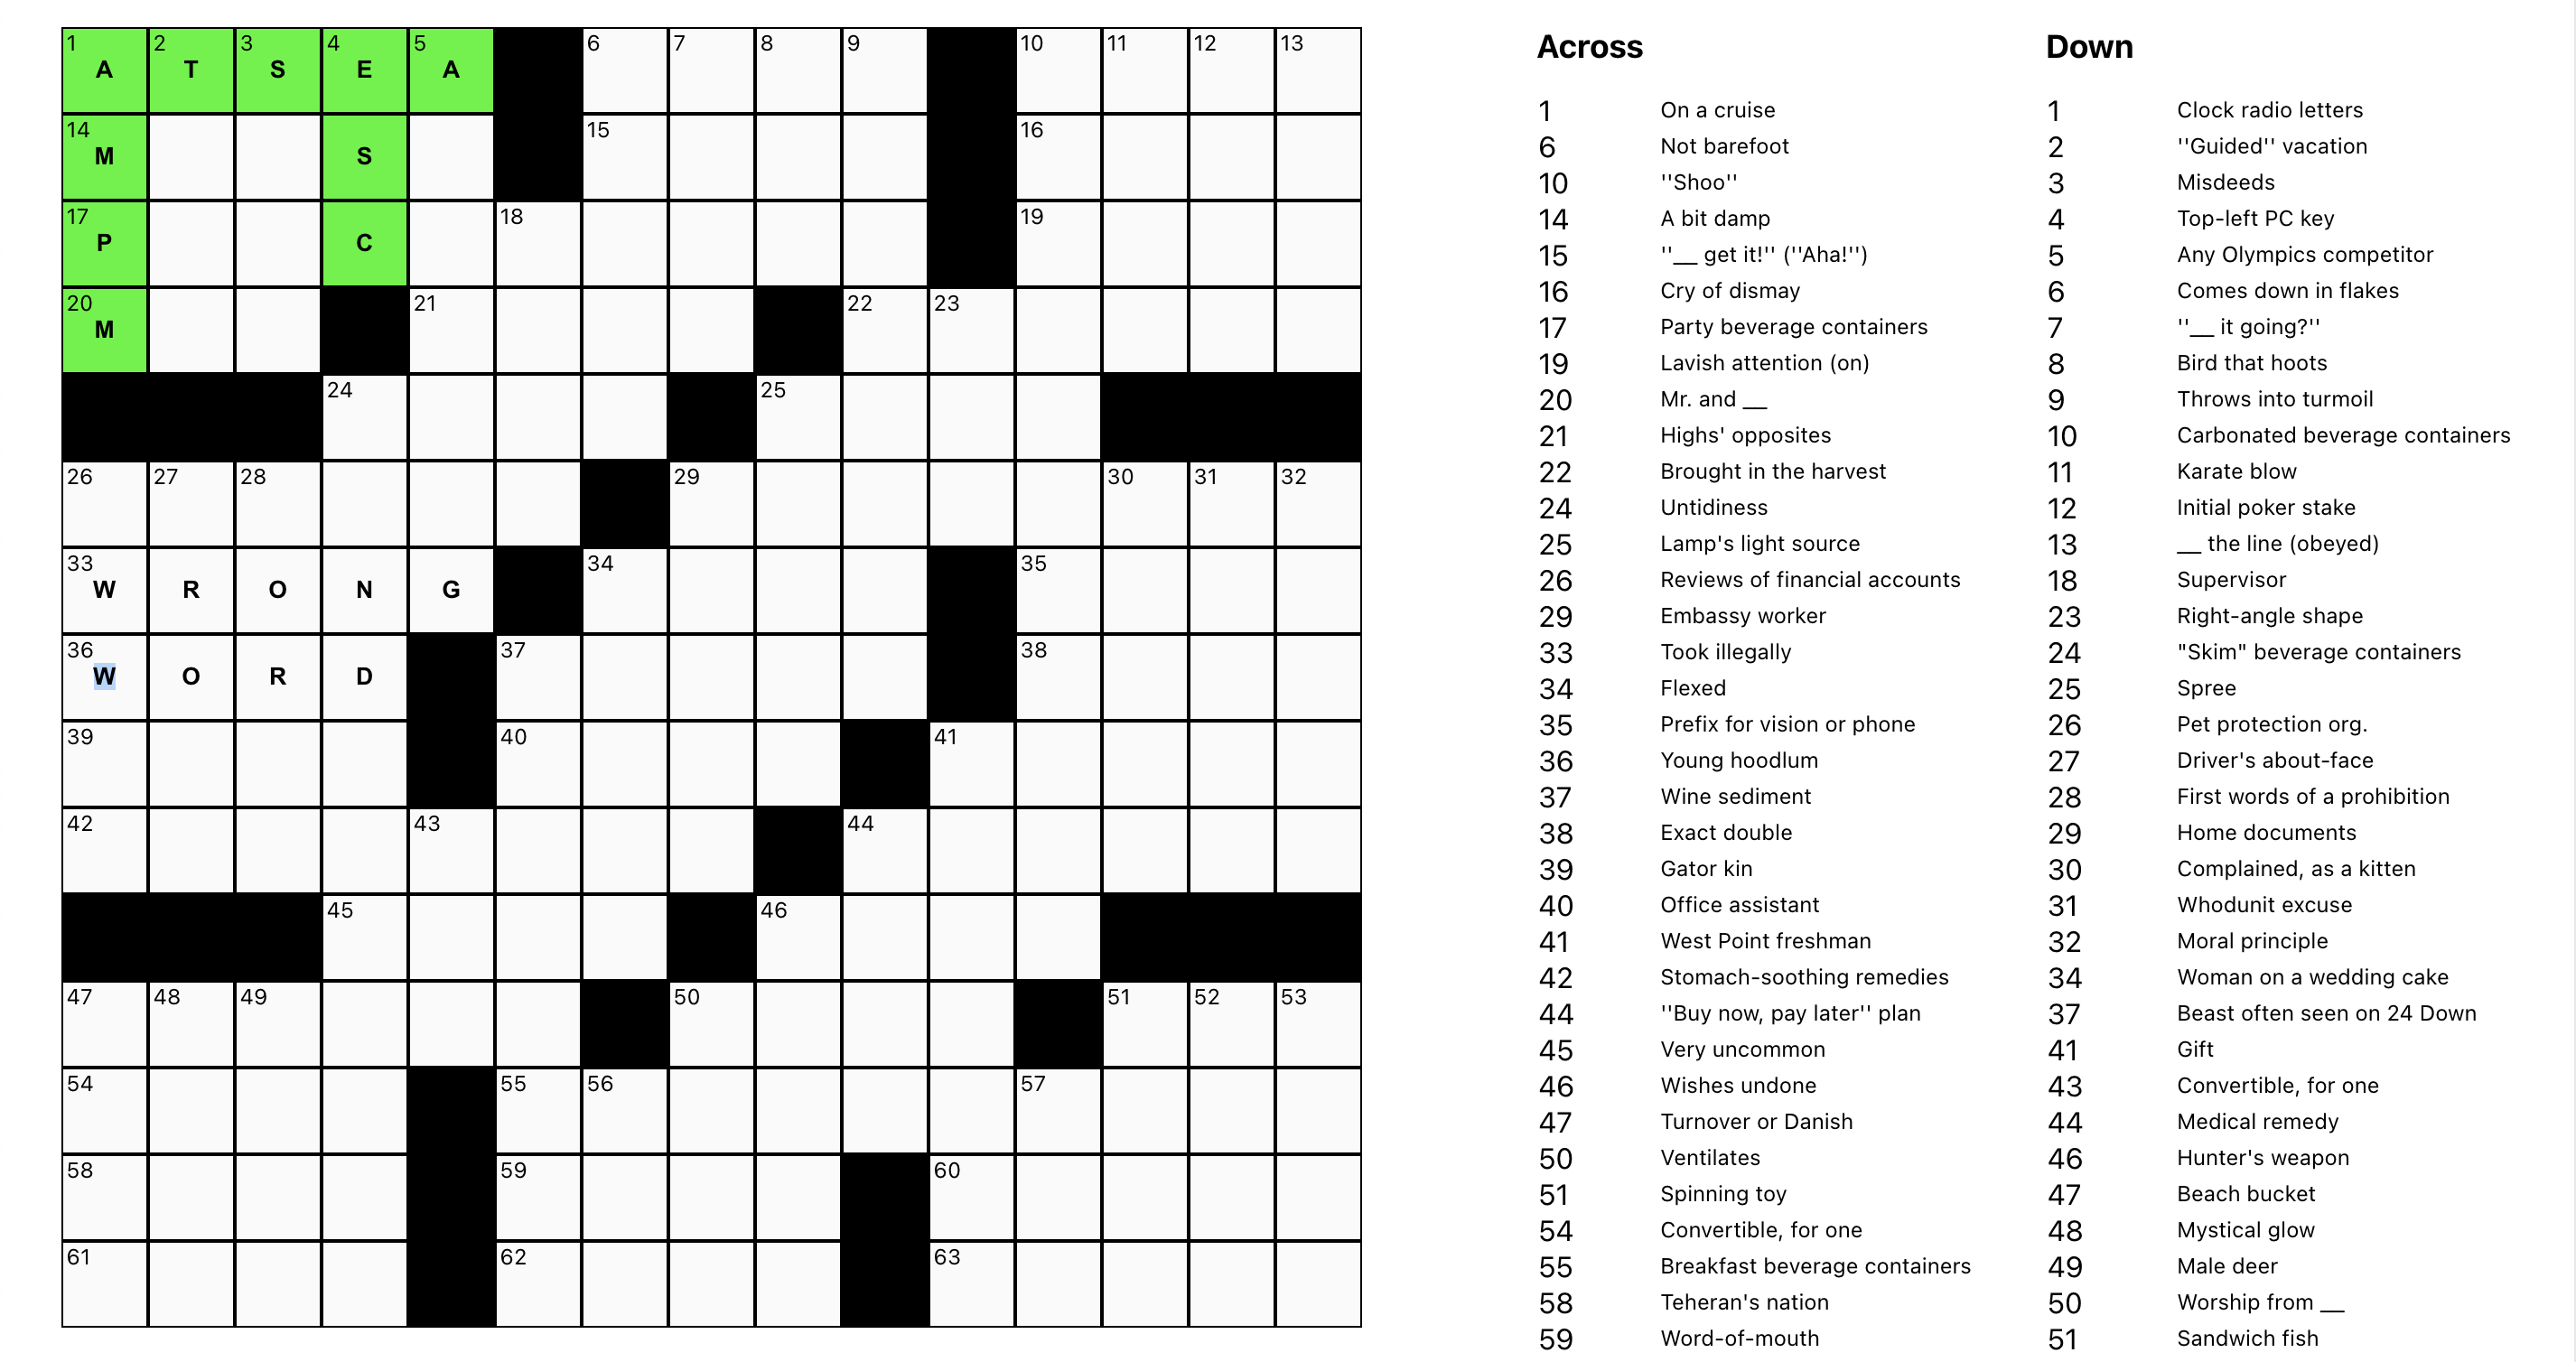 1 2 3 4 5 6 7 8 9 10 11 12 13
A T S E A
14 15 16
M S
17 18 19
P C
20 21 22 23
M
24 25
26 27 28 29 30 31 32
33 34 35
W R O N G
36 37 38
W O R D
39 40 41
42 43 44
45 46
47 48 49 50 51 52 53
54 55 56 57
58 59 60
61 62 63
Across
1 On a cruise
6 Not barefoot
10 ''Shoo''
14 A bit damp
15 ''__ get it!'' (''Aha!'')
16 Cry of dismay
17 Party beverage containers
19 Lavish attention (on)
20 Mr. and __
21 Highs' opposites
22 Brought in the harvest
24 Untidiness
25 Lamp's light source
26 Reviews of financial accounts
29 Embassy worker
33 Took illegally
34 Flexed
35 Prefix for vision or phone
36 Young hoodlum
37 Wine sediment
38 Exact double
39 Gator kin
40 Office assistant
41 West Point freshman
42 Stomach-soothing remedies
44 ''Buy now, pay later'' plan
45 Very uncommon
46 Wishes undone
47 Turnover or Danish
50 Ventilates
51 Spinning toy
54 Convertible, for one
55 Breakfast beverage containers
58 Teheran's nation
59 Word-of-mouth
Down
1 Clock radio letters
2 ''Guided'' vacation
3 Misdeeds
4 Top-left PC key
5 Any Olympics competitor
6 Comes down in flakes
7 ''__ it going?''
8 Bird that hoots
9 Throws into turmoil
10 Carbonated beverage containers
11 Karate blow
12 Initial poker stake
13 __ the line (obeyed)
18 Supervisor
23 Right-angle shape
24 "Skim" beverage containers
25 Spree
26 Pet protection org.
27 Driver's about-face
28 First words of a prohibition
29 Home documents
30 Complained, as a kitten
31 Whodunit excuse
32 Moral principle
34 Woman on a wedding cake
37 Beast often seen on 24 Down
41 Gift
43 Convertible, for one
44 Medical remedy
46 Hunter's weapon
47 Beach bucket
48 Mystical glow
49 Male deer
50 Worship from __
51 Sandwich fish